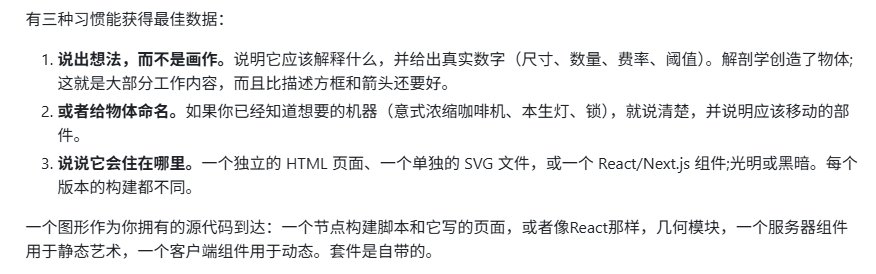 有三种习惯能获得最佳数据：
1. 说出想法，而不是画作。说明它应该解释什么，并给出真实数字（尺寸、数量、费率、阈值）。解剖学创造了物体;
这就是大部分工作内容，而且比描述方框和箭头还要好。
2. 或者给物体命名。如果你已经知道想要的机器（意式浓缩咖啡机、本生灯、锁），就说清楚，并说明应该移动的部
件。
3. 说说它会住在哪里。一个独立的 HTML 页面、一个单独的 SVG 文件，或一个 React/Next.js 组件;光明或黑暗。每个
版本的构建都不同。
一个图形作为你拥有的源代码到达：一个节点构建脚本和它写的页面，或者像React那样，几何模块，一个服务器组件
用于静态艺术，一个客户端组件用于动态。套件是自带的。